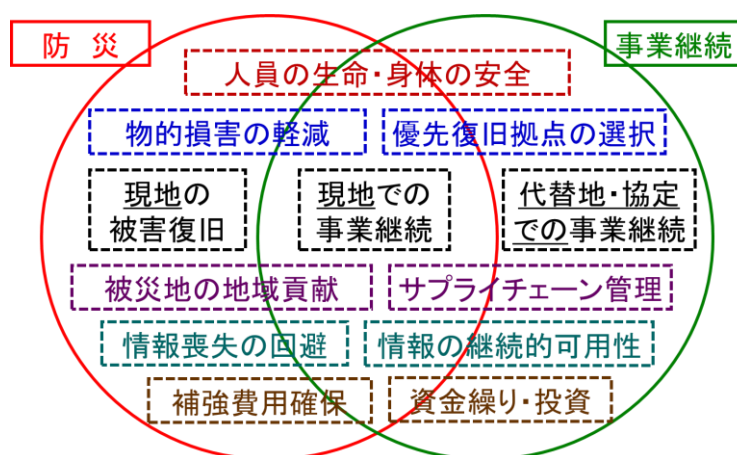 防 災
事業継続
人員の生命・身体の安全
物的損害の軽減
優先復旧拠点の選択
現地の
被害復旧
現地での
事業継続
代替地・協定
での事業継続
被災地の地域貢献
サプライチェーン管理
情報喪失の回避
情報の継続的可用性
補強費用確保
資金繰り・投資